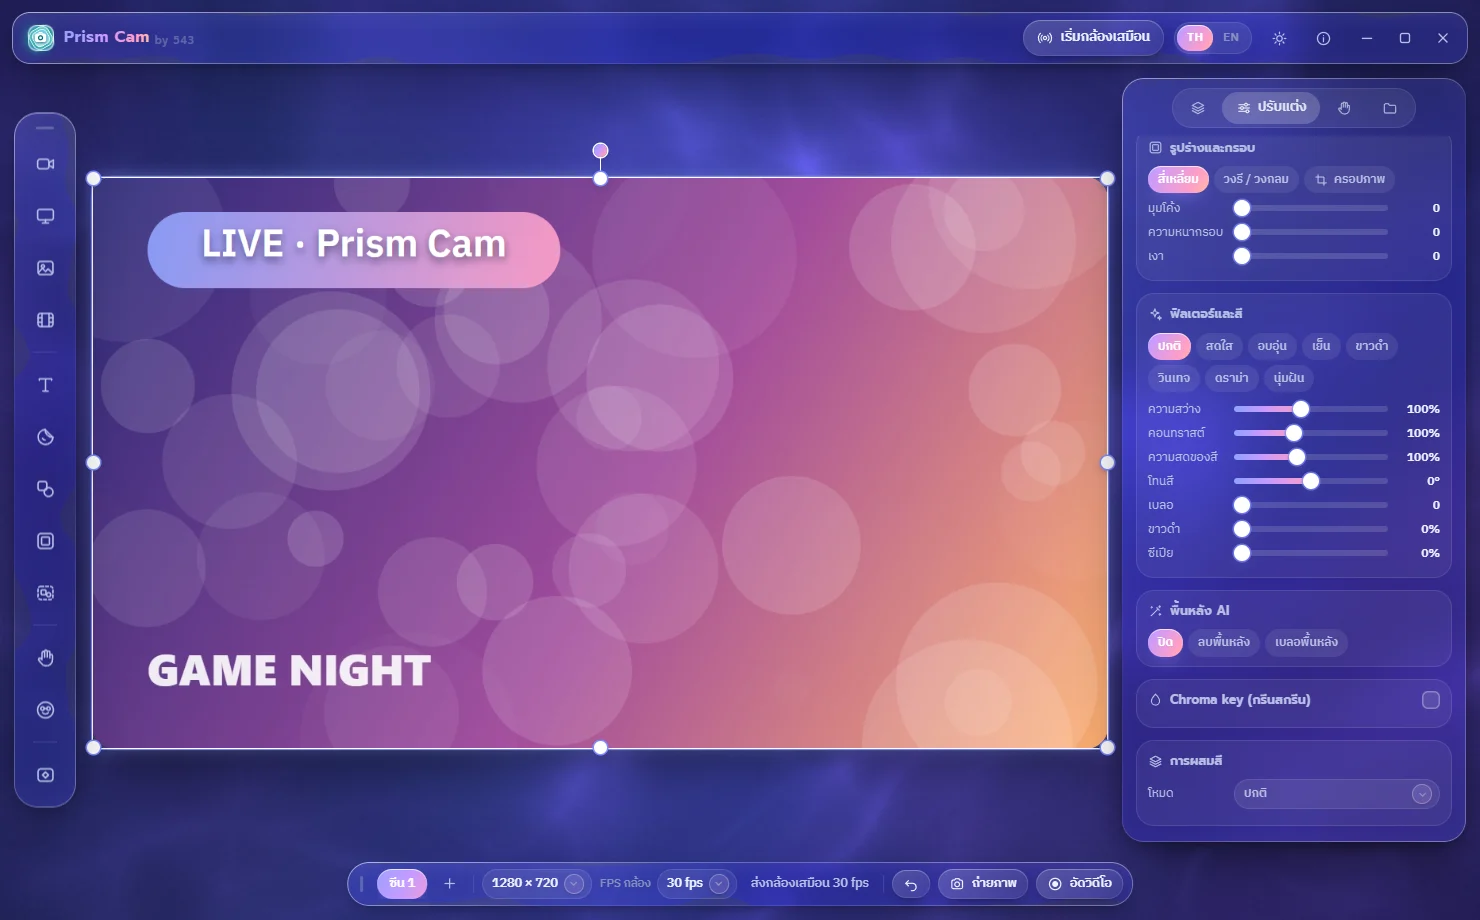 Prism Cam by 543
เริ่มกล้องเสมือน
TH EN
ปรับแต่ง
รูปร่างและกรอบ
สี่เหลี่ยม วงรี / วงกลม ครอปภาพ
มุมโค้ง 0
ความหนากรอบ 0
เงา 0
ฟิลเตอร์และสี
ปกติ สดใส อบอุ่น เย็น ขาวดำ
วินเทจ ดราม่า นุ่มฝัน
ความสว่าง 100%
คอนทราสต์ 100%
ความสดของสี 100%
โทนสี 0°
เบลอ 0
ขาวดำ 0%
ซีเปีย 0%
พื้นหลัง AI
ปิด ลบพื้นหลัง เบลอพื้นหลัง
Chroma key (กรีนสกรีน)
การผสมสี
โหมด ปกติ
LIVE · Prism Cam
GAME NIGHT
ซีน 1 1280 × 720 FPS กล้อง 30 fps ส่งกล้องเสมือน 30 fps ถ่ายภาพ อัดวิดีโอ